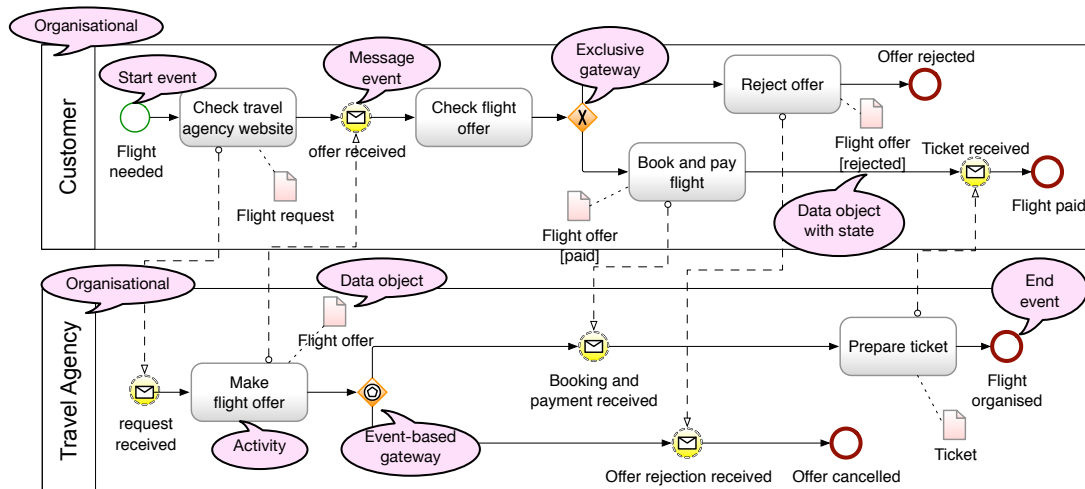 Organisational
Customer
Start event
Flight
needed
Check travel
agency website
Flight request
Message
event
offer received
Check flight
offer
Exclusive
gateway
X
Reject offer
Offer rejected
Flight offer
[rejected]
Book and pay
flight
Flight offer
[paid]
Data object
with state
Ticket received
Flight paid
Organisational
Travel Agency
request
received
Make
flight offer
Activity
Data object
Flight offer
Event-based
gateway
Booking and
payment received
Offer rejection received
Offer cancelled
Prepare ticket
Ticket
End
event
Flight
organised